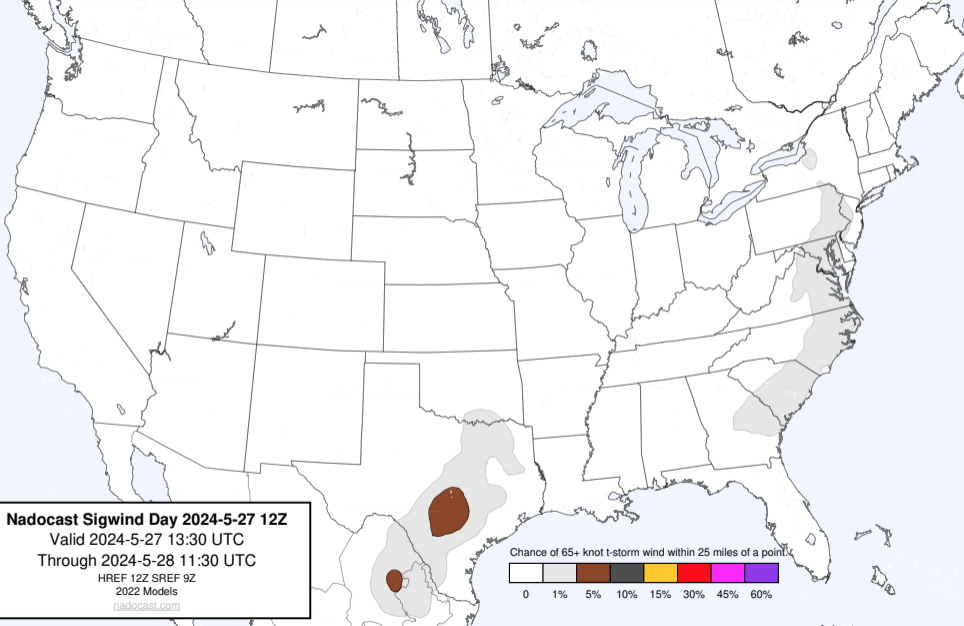 Nadocast Sigwind Day 2024-5-27 12Z
Valid 2024-5-27 13:30 UTC
Through 2024-5-28 11:30 UTC
HREF 12Z SREF 9Z
2022 Models
nadocast.com
Chance of 65+ knot t-storm wind within 25 miles of a point.
0 1% 5% 10% 15% 30% 45% 60%